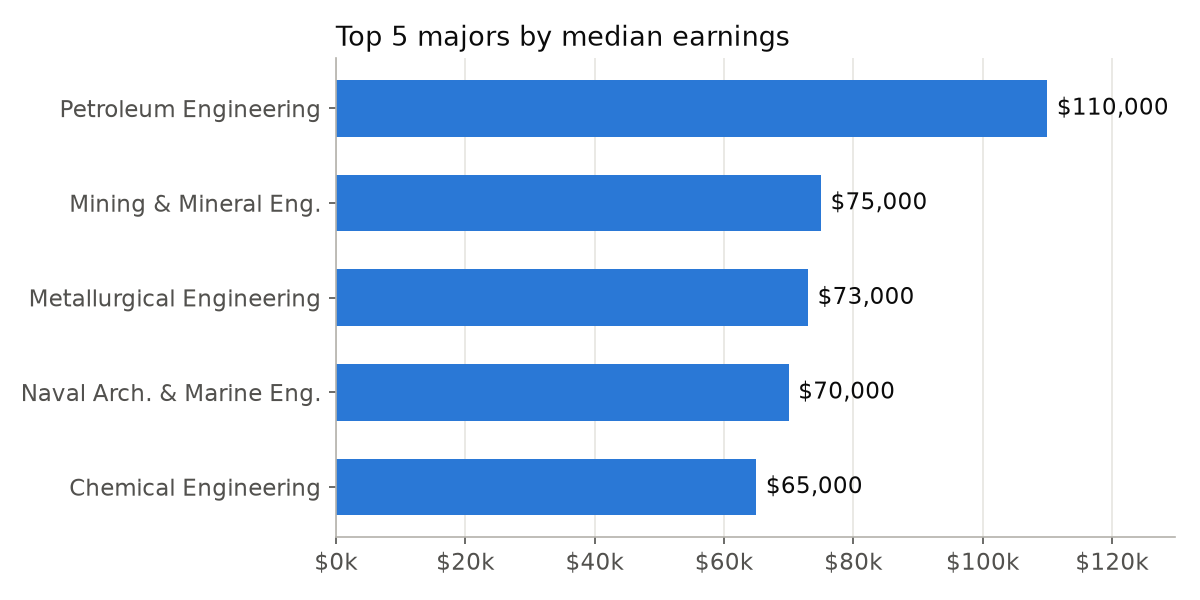 Top 5 majors by median earnings
Petroleum Engineering
$110,000
Mining & Mineral Eng.
$75,000
Metallurgical Engineering
$73,000
Naval Arch. & Marine Eng.
$70,000
Chemical Engineering
$65,000
$0k $20k $40k $60k $80k $100k $120k